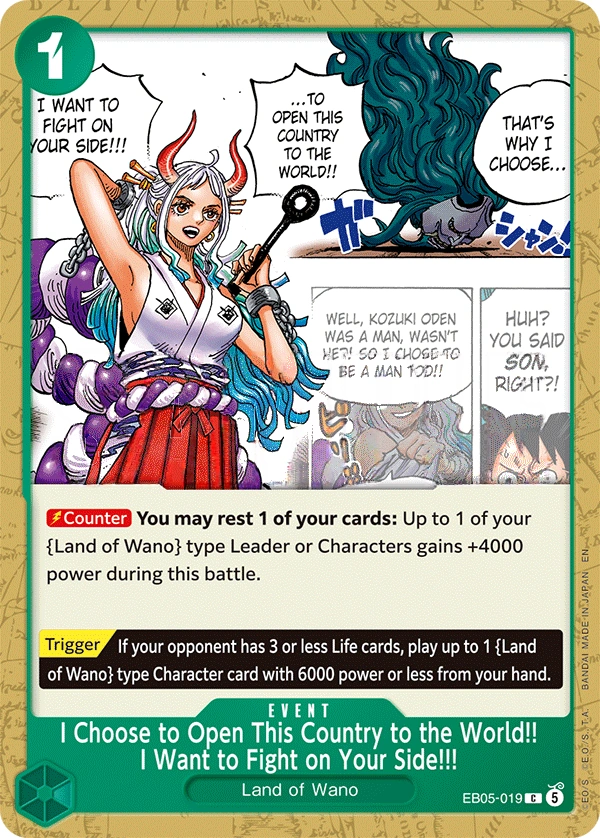 1
I WANT TO
FIGHT ON
YOUR SIDE!!!
...TO
OPEN THIS
COUNTRY
TO THE
WORLD!!
THAT'S
WHY I
CHOOSE...
ガ
シャン!
WELL, KOZUKI ODEN
WAS A MAN, WASN'T
HE?! SO I CHOSE TO
BE A MAN TOO!!
HUH?
YOU SAID
SON,
RIGHT?!
Counter You may rest 1 of your cards: Up to 1 of your
{Land of Wano} type Leader or Characters gains +4000
power during this battle.
Trigger If your opponent has 3 or less Life cards, play up to 1 {Land
of Wano} type Character card with 6000 power or less from your hand.
EVENT
I Choose to Open This Country to the World!!
I Want to Fight on Your Side!!!
Land of Wano
EB05-019 C 5
©E.O.S., ©E.O./S.,T.A. BANDAI MADE IN JAPAN EN